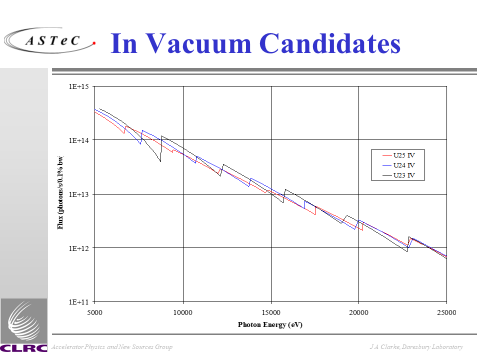 ASTeC
In Vacuum Candidates
1E+15
1E+14
1E+13
1E+12
1E+11
Flux (photons/s/0.1% bw)
U25 IV
U24 IV
U23 IV
5000 10000 15000 20000 25000
Photon Energy (eV)
CLRC
Accelerator Physics and New Sources Group
J A Clarke, Daresbury Laboratory